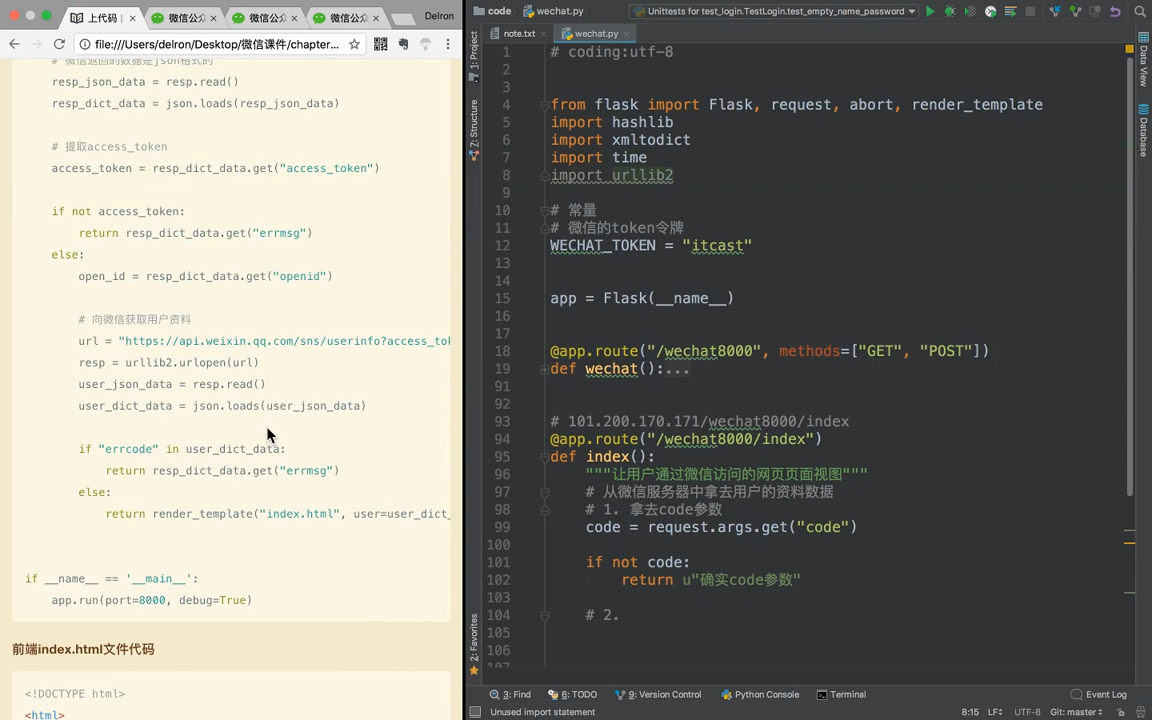 上代码
微信公众
微信公众
微信公众
Delron
file:///Users/delron/Desktop/微信课件/chapter...
# 微信返回的数据是json格式的
resp_json_data = resp.read()
resp_dict_data = json.loads(resp_json_data)
# 提取access_token
access_token = resp_dict_data.get("access_token")
if not access_token:
return resp_dict_data.get("errmsg")
else:
open_id = resp_dict_data.get("openid")
# 向微信获取用户资料
url = "https://api.weixin.qq.com/sns/userinfo?access_tok
resp = urllib2.urlopen(url)
user_json_data = resp.read()
user_dict_data = json.loads(user_json_data)
if "errcode" in user_dict_data:
return resp_dict_data.get("errmsg")
else:
return render_template("index.html", user=user_dict_
if __name__ == '__main__':
app.run(port=8000, debug=True)
前端index.html文件代码
<!DOCTYPE html>
<html>
code
wechat.py
Unittests for test_login.TestLogin.test_empty_name_password
note.txt
wechat.py
1: Project
7: Structure
2: Favorites
Data View
Database
1 # coding:utf-8
2
3
4 from flask import Flask, request, abort, render_template
5 import hashlib
6 import xmltodict
7 import time
8 import urllib2
9
10 # 常量
11 # 微信的token令牌
12 WECHAT_TOKEN = "itcast"
13
14
15 app = Flask(__name__)
16
17
18 @app.route("/wechat8000", methods=["GET", "POST"])
19 def wechat():...
91
92
93 # 101.200.170.171/wechat8000/index
94 @app.route("/wechat8000/index")
95 def index():
96 """让用户通过微信访问的网页页面视图"""
97 # 从微信服务器中拿去用户的资料数据
98 # 1. 拿去code参数
99 code = request.args.get("code")
100
101 if not code:
102 return u"确实code参数"
103
104 # 2.
105
106
107
3: Find
6: TODO
9: Version Control
Python Console
Terminal
Event Log
Unused import statement
8:15
LF
UTF-8
Git: master